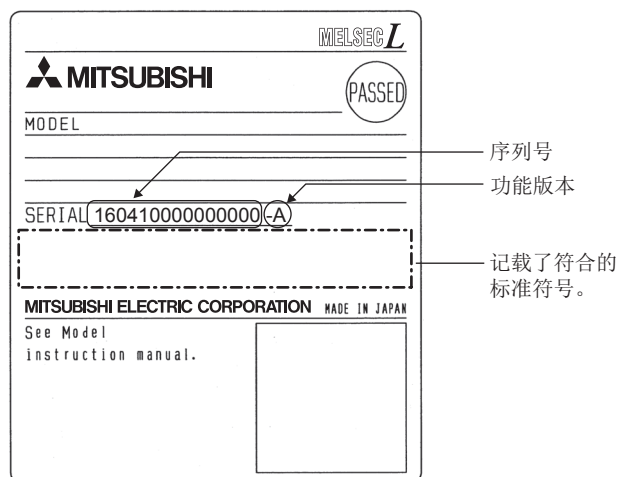 MELSEC L
MITSUBISHI
PASSED
MODEL
序列号
功能版本
SERIAL 160410000000000 -A
记载了符合的
标准符号。
MITSUBISHI ELECTRIC CORPORATION MADE IN JAPAN
See Model
instruction manual.